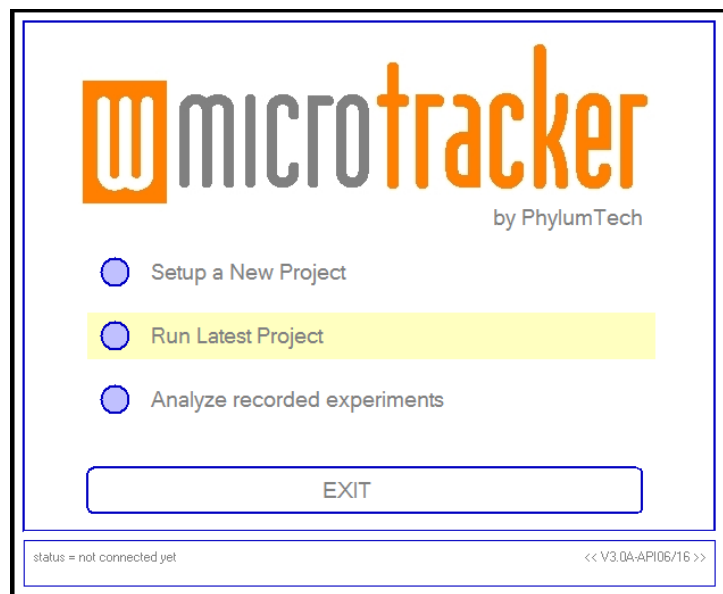 microtracker
by PhylumTech
Setup a New Project
Run Latest Project
Analyze recorded experiments
EXIT
status = not connected yet
<< V3.0A-API06/16 >>